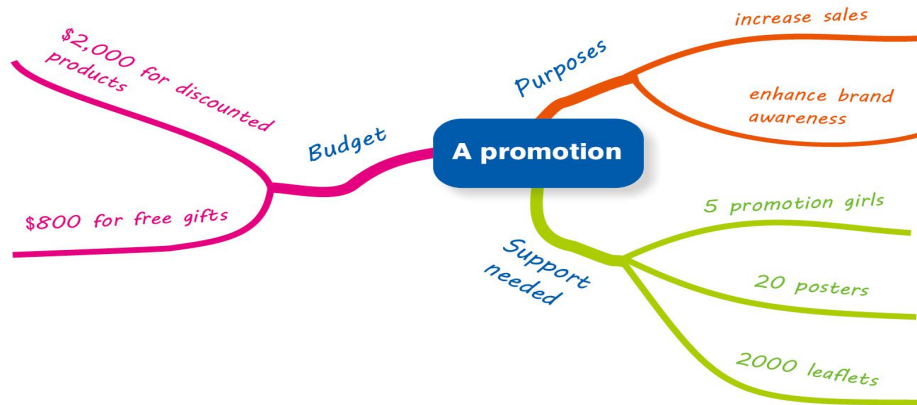 $2,000 for discounted
products
Budget
$800 for free gifts
A promotion
Purposes
increase sales
enhance brand
awareness
Support
needed
5 promotion girls
20 posters
2000 leaflets